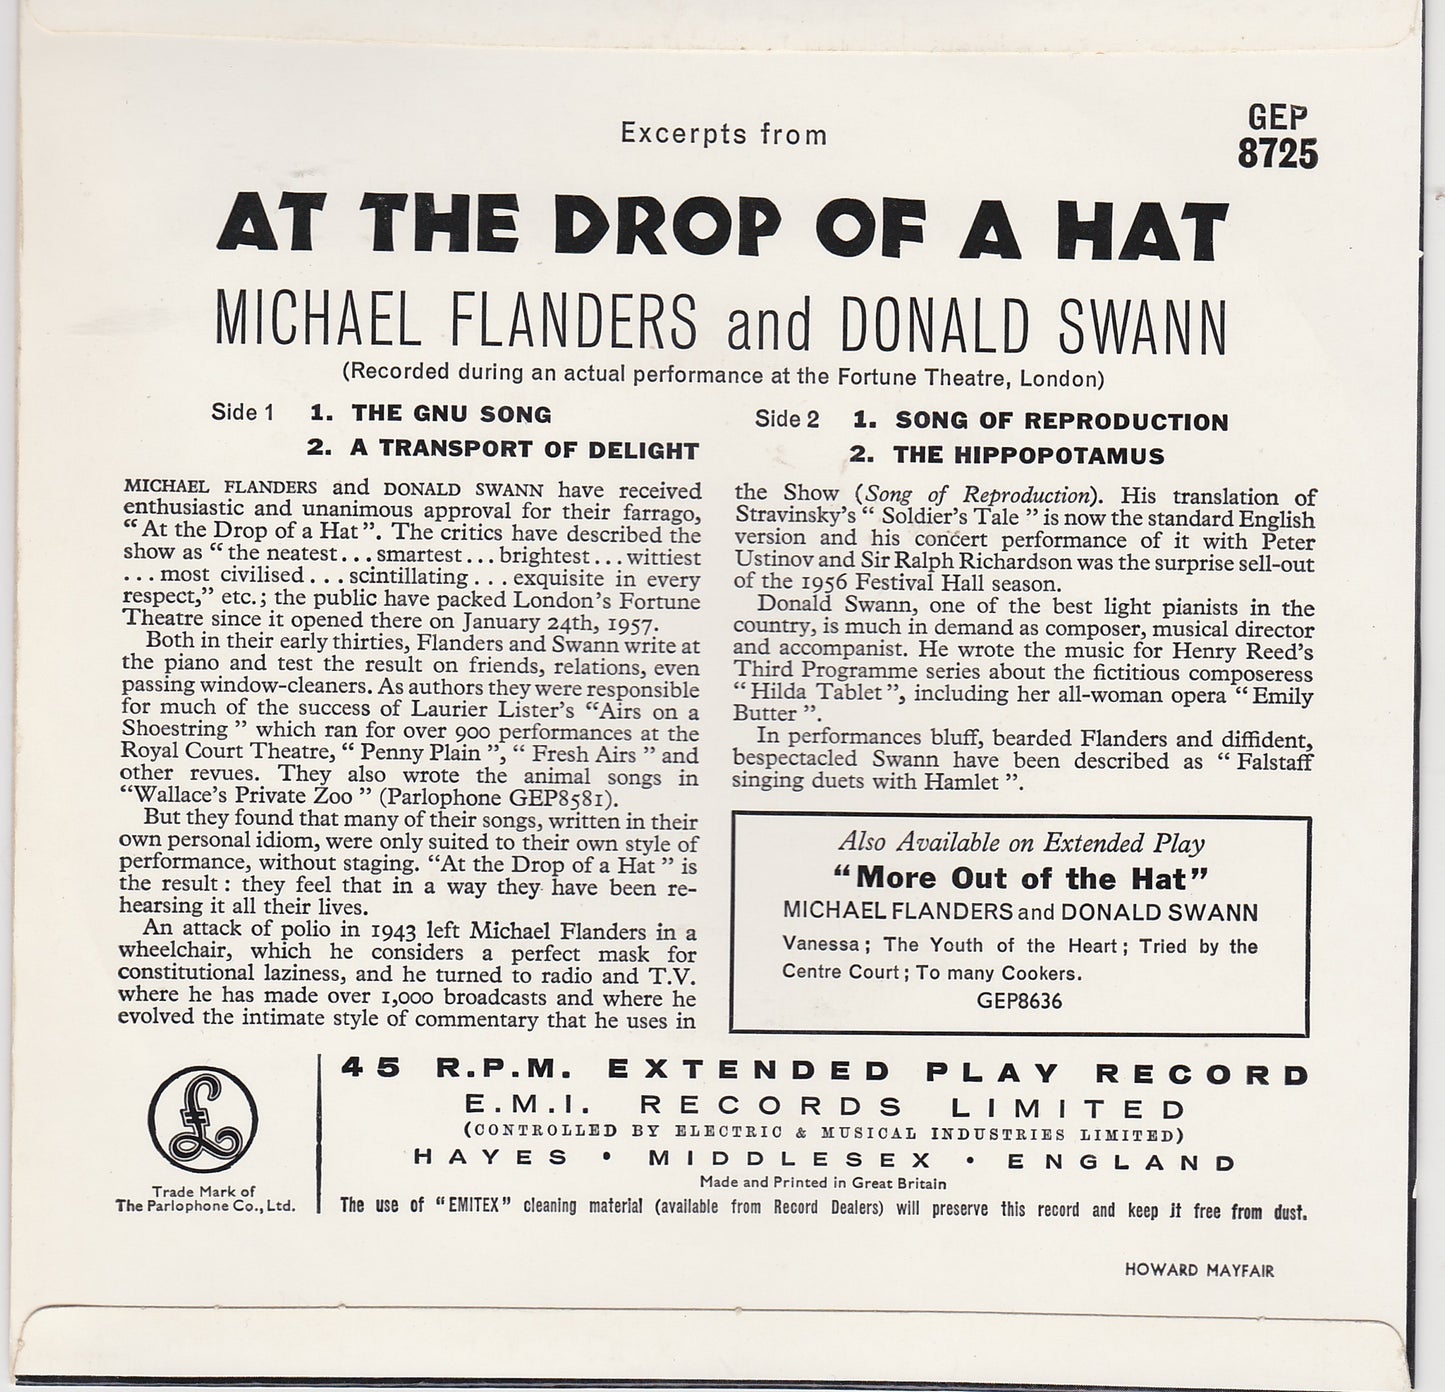 Excerpts from
GEP
8725
AT THE DROP OF A HAT
MICHAEL FLANDERS and DONALD SWANN
(Recorded during an actual performance at the Fortune Theatre, London)
Side 1 1. THE GNU SONG
2. A TRANSPORT OF DELIGHT
Side 2 1. SONG OF REPRODUCTION
2. THE HIPPOPOTAMUS
MICHAEL FLANDERS and DONALD SWANN have received
enthusiastic and unanimous approval for their farrago,
“At the Drop of a Hat”. The critics have described the
show as “the neatest...smartest...brightest...wittiest
...most civilised...scintillating...exquisite in every
respect,” etc.; the public have packed London's Fortune
Theatre since it opened there on January 24th, 1957.
Both in their early thirties, Flanders and Swann write at
the piano and test the result on friends, relations, even
passing window-cleaners. As authors they were responsible
for much of the success of Laurier Lister's “Airs on a
Shoestring” which ran for over 900 performances at the
Royal Court Theatre, “Penny Plain”, “Fresh Airs” and
other revues. They also wrote the animal songs in
“Wallace's Private Zoo” (Parlophone GEP8581).
But they found that many of their songs, written in their
own personal idiom, were only suited to their own style of
performance, without staging. “At the Drop of a Hat” is
the result: they feel that in a way they have been re-
hearsing it all their lives.
An attack of polio in 1943 left Michael Flanders in a
wheelchair, which he considers a perfect mask for
constitutional laziness, and he turned to radio and T.V.
where he has made over 1,000 broadcasts and where he
evolved the intimate style of commentary that he uses in
the Show (Song of Reproduction). His translation of
Stravinsky's “Soldier's Tale” is now the standard English
version and his concert performance of it with Peter
Ustinov and Sir Ralph Richardson was the surprise sell-out
of the 1956 Festival Hall season.
Donald Swann, one of the best light pianists in the
country, is much in demand as composer, musical director
and accompanist. He wrote the music for Henry Reed's
Third Programme series about the fictitious composeress
“Hilda Tablet”, including her all-woman opera “Emily
Butter”.
In performances bluff, bearded Flanders and diffident,
bespectacled Swann have been described as “Falstaff
singing duets with Hamlet”.
Also Available on Extended Play
“More Out of the Hat”
MICHAEL FLANDERS and DONALD SWANN
Vanessa; The Youth of the Heart; Tried by the
Centre Court; To many Cookers.
GEP8636
£
Trade Mark of
The Parlophone Co., Ltd.
45 R.P.M. EXTENDED PLAY RECORD
E.M.I. RECORDS LIMITED
(CONTROLLED BY ELECTRIC & MUSICAL INDUSTRIES LIMITED)
HAYES • MIDDLESEX • ENGLAND
Made and Printed in Great Britain
The use of “EMITEX” cleaning material (available from Record Dealers) will preserve this record and keep it free from dust.
HOWARD MAYFAIR